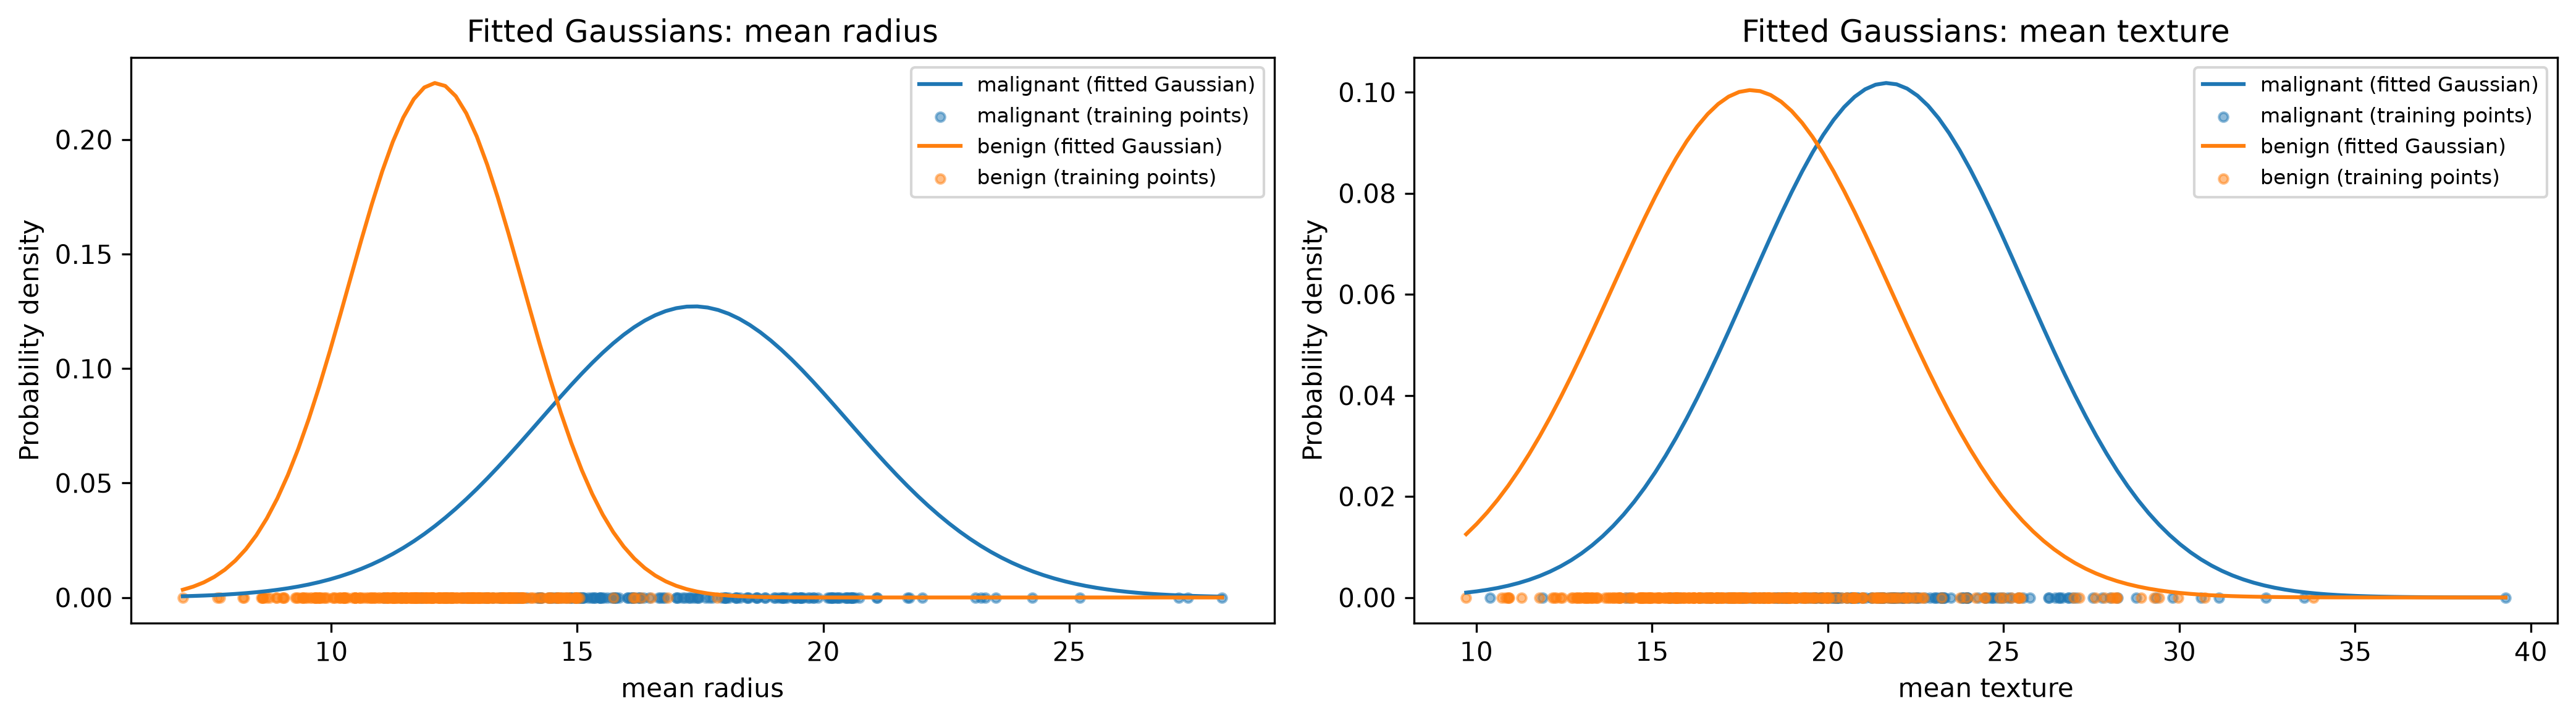 Fitted Gaussians: mean radius
malignant (fitted Gaussian)
malignant (training points)
benign (fitted Gaussian)
benign (training points)
Probability density
0.20
0.15
0.10
0.05
0.00
10
15
20
25
mean radius
Fitted Gaussians: mean texture
malignant (fitted Gaussian)
malignant (training points)
benign (fitted Gaussian)
benign (training points)
Probability density
0.10
0.08
0.06
0.04
0.02
0.00
10
15
20
25
30
35
40
mean texture